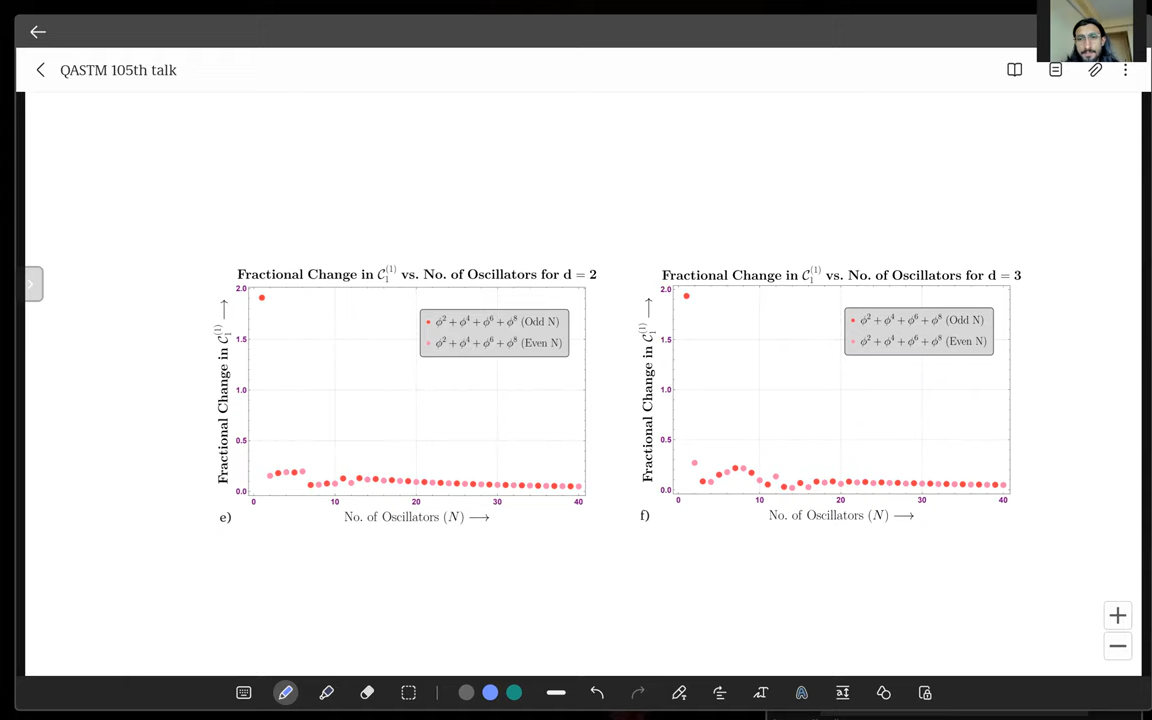 QASTM 105th talk
Fractional Change in 𝒞₁⁽¹⁾ vs. No. of Oscillators for d = 2
Fractional Change in 𝒞₁⁽¹⁾ ⟶
2.0
1.5
1.0
0.5
0.0
ϕ² + ϕ⁴ + ϕ⁶ + ϕ⁸ (Odd N)
ϕ² + ϕ⁴ + ϕ⁶ + ϕ⁸ (Even N)
0 10 20 30 40
e) No. of Oscillators (N) ⟶
Fractional Change in 𝒞₁⁽¹⁾ vs. No. of Oscillators for d = 3
Fractional Change in 𝒞₁⁽¹⁾ ⟶
2.0
1.5
1.0
0.5
0.0
ϕ² + ϕ⁴ + ϕ⁶ + ϕ⁸ (Odd N)
ϕ² + ϕ⁴ + ϕ⁶ + ϕ⁸ (Even N)
0 10 20 30 40
f) No. of Oscillators (N) ⟶